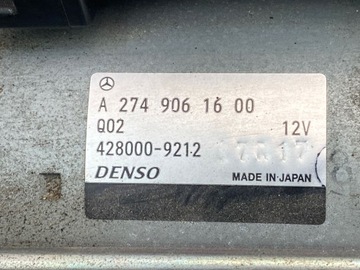 A 274 906 16 00
Q02 12V
428000-9212
DENSO MADE IN JAPAN